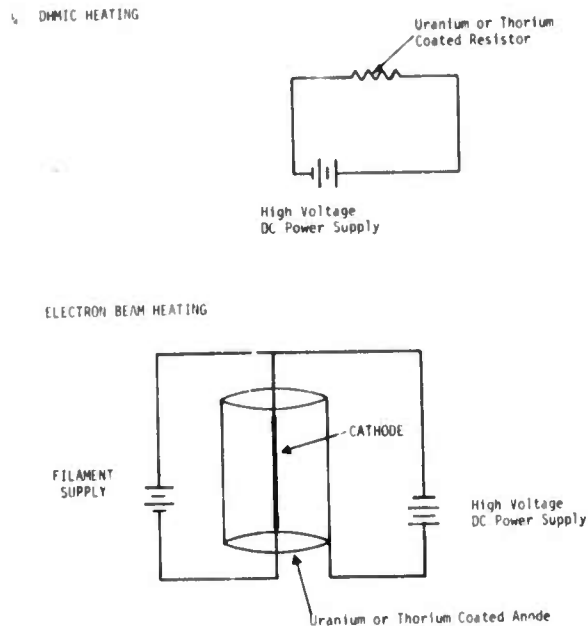 OHMIC HEATING
Uranium or Thorium
Coated Resistor
High Voltage
DC Power Supply
ELECTRON BEAM HEATING
CATHODE
FILAMENT
SUPPLY
High Voltage
DC Power Supply
Uranium or Thorium Coated Anode